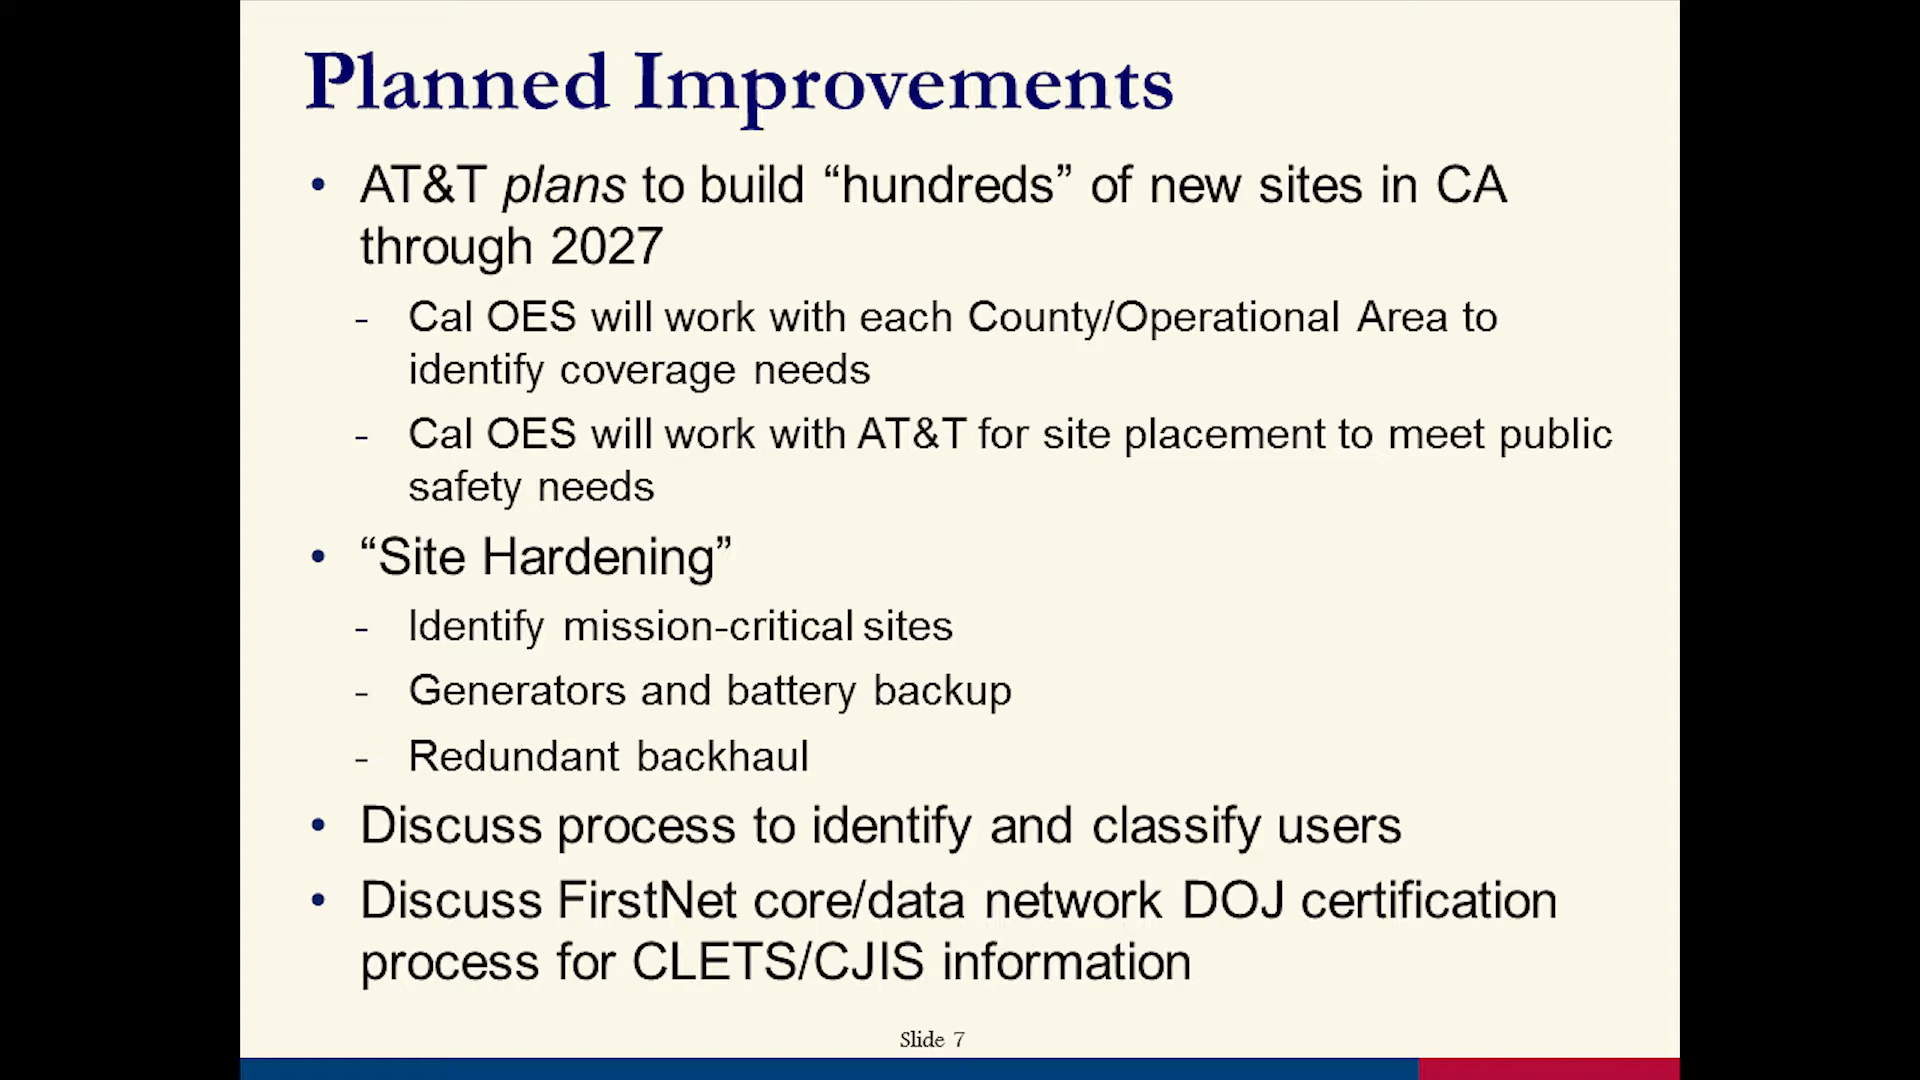 Planned Improvements
• AT&T plans to build “hundreds” of new sites in CA
through 2027
- Cal OES will work with each County/Operational Area to
identify coverage needs
- Cal OES will work with AT&T for site placement to meet public
safety needs
• “Site Hardening”
- Identify mission-critical sites
- Generators and battery backup
- Redundant backhaul
• Discuss process to identify and classify users
• Discuss FirstNet core/data network DOJ certification
process for CLETS/CJIS information
Slide 7